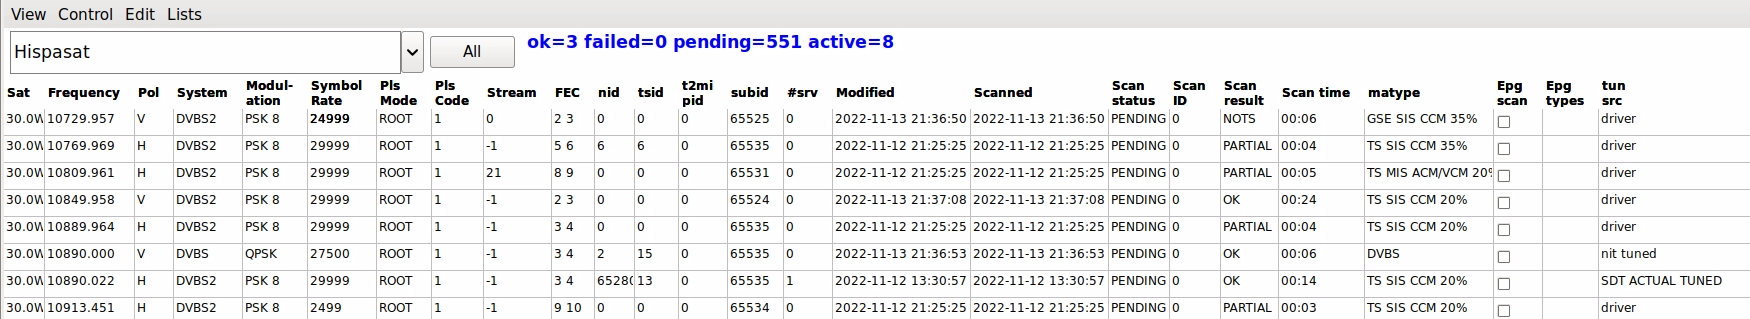 View Control Edit Lists
Hispasat All ok=3 failed=0 pending=551 active=8
Sat Frequency Pol System Modul-ation Symbol Rate Pls Mode Pls Code Stream FEC nid tsid t2mi pid subid #srv Modified Scanned Scan status Scan ID Scan result Scan time matype Epg scan Epg types tun src
30.0W 10729.957 V DVBS2 PSK 8 24999 ROOT 1 0 2 3 0 0 0 65525 0 2022-11-13 21:36:50 2022-11-13 21:36:50 PENDING 0 NOTS 00:06 GSE SIS CCM 35% driver
30.0W 10769.969 H DVBS2 PSK 8 29999 ROOT 1 -1 5 6 6 6 0 65535 0 2022-11-12 21:25:25 2022-11-12 21:25:25 PENDING 0 PARTIAL 00:04 TS SIS CCM 35% driver
30.0W 10809.961 H DVBS2 PSK 8 29999 ROOT 1 21 8 9 0 0 0 65531 0 2022-11-12 21:25:25 2022-11-12 21:25:25 PENDING 0 PARTIAL 00:05 TS MIS ACM/VCM 20% driver
30.0W 10849.958 V DVBS2 PSK 8 29999 ROOT 1 -1 2 3 0 0 0 65524 0 2022-11-13 21:37:08 2022-11-13 21:37:08 PENDING 0 OK 00:24 TS SIS CCM 20% driver
30.0W 10889.964 H DVBS2 PSK 8 29999 ROOT 1 -1 3 4 0 0 0 65535 0 2022-11-12 21:25:25 2022-11-12 21:25:25 PENDING 0 PARTIAL 00:04 TS SIS CCM 20% driver
30.0W 10890.000 V DVBS QPSK 27500 ROOT 1 -1 3 4 2 15 0 65535 0 2022-11-13 21:36:53 2022-11-13 21:36:53 PENDING 0 OK 00:06 DVBS nit tuned
30.0W 10890.022 H DVBS2 PSK 8 29999 ROOT 1 -1 3 4 65280 13 0 65535 1 2022-11-12 13:30:57 2022-11-12 13:30:57 PENDING 0 OK 00:14 TS SIS CCM 20% SDT ACTUAL TUNED
30.0W 10913.451 H DVBS2 PSK 8 2499 ROOT 1 -1 9 10 0 0 0 65534 0 2022-11-12 21:25:25 2022-11-12 21:25:25 PENDING 0 PARTIAL 00:03 TS SIS CCM 20% driver